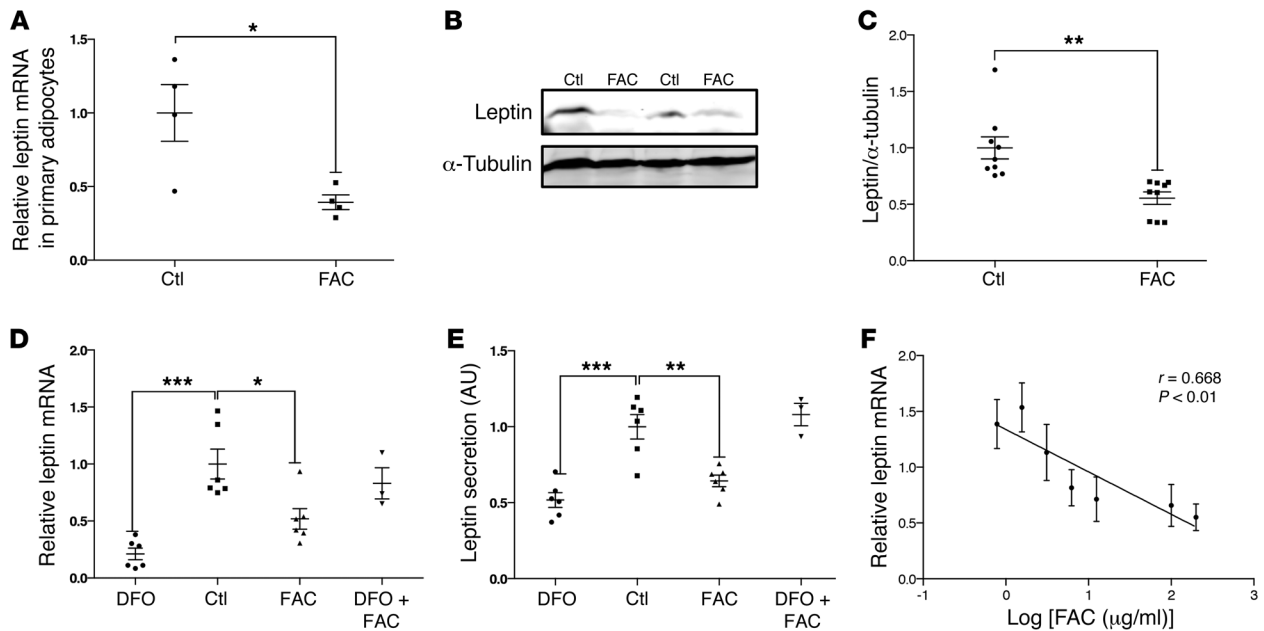 A
Relative leptin mRNA
in primary adipocytes
1.5
1.0
0.5
0.0
*
Ctl
FAC
B
Ctl FAC Ctl FAC
Leptin
α-Tubulin
C
Leptin/α-tubulin
2.0
1.5
1.0
0.5
0.0
**
Ctl
FAC
D
Relative leptin mRNA
2.0
1.5
1.0
0.5
0.0
***
*
DFO
Ctl
FAC
DFO +
FAC
E
Leptin secretion (AU)
1.5
1.0
0.5
0.0
***
**
DFO
Ctl
FAC
DFO +
FAC
F
Relative leptin mRNA
2.0
1.5
1.0
0.5
0.0
r = 0.668
P < 0.01
-1
0
1
2
3
Log [FAC (μg/ml)]